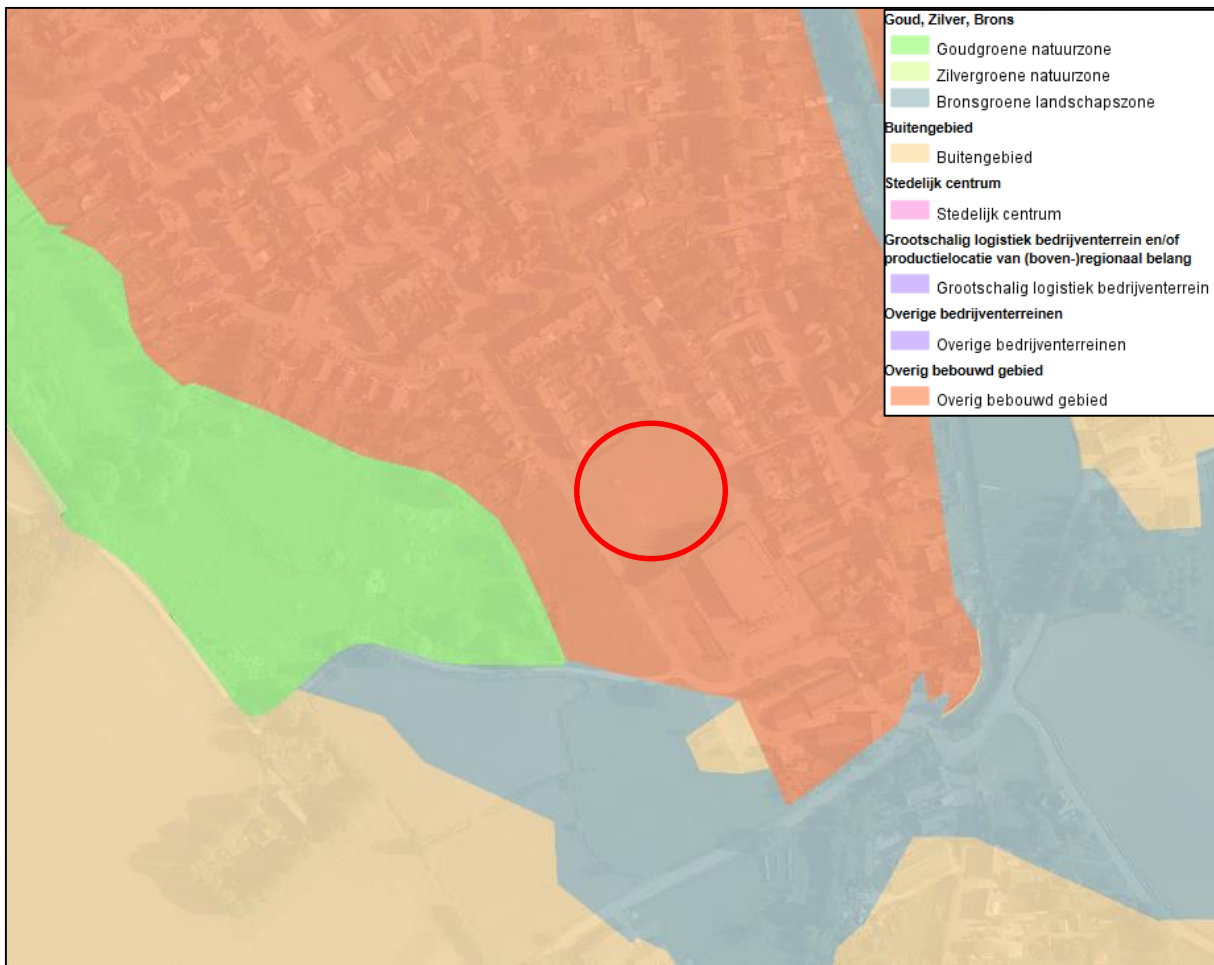 Goud, Zilver, Brons
Goudgroene natuurzone
Zilvergroene natuurzone
Bronsgroene landschapszone
Buitengebied
Buitengebied
Stedelijk centrum
Stedelijk centrum
Grootschalig logistiek bedrijventerrein en/of
productielocatie van (boven-)regionaal belang
Grootschalig logistiek bedrijventerrein
Overige bedrijventerreinen
Overige bedrijventerreinen
Overig bebouwd gebied
Overig bebouwd gebied